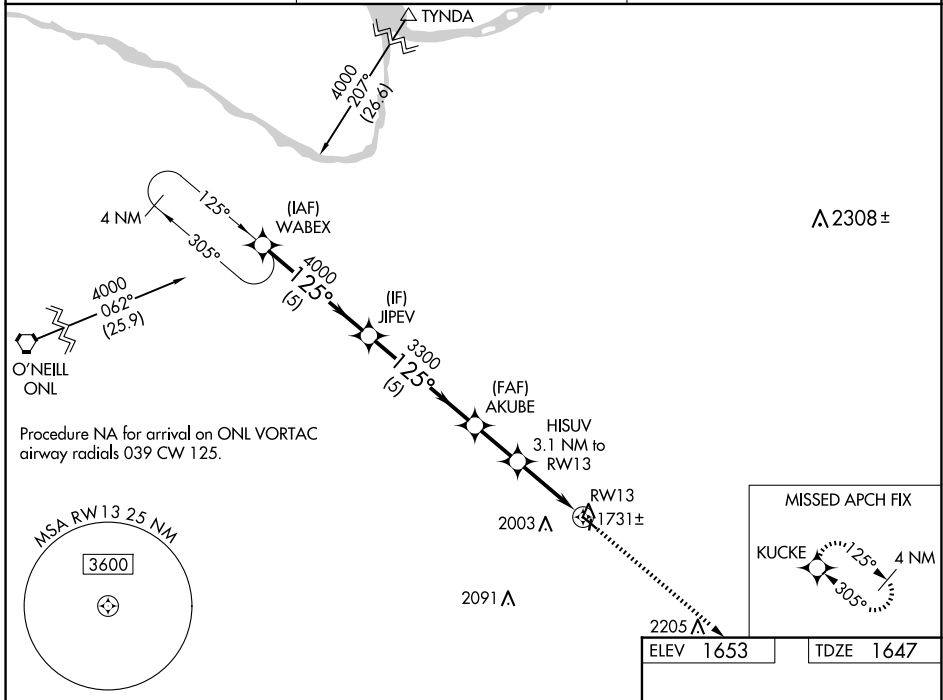 TYNDA
4000
207°
(26.6)
4 NM
125°
305°
(IAF)
WABEX
2308±
4000
062°
(25.9)
O'NEILL
ONL
4000
125°
(5)
(IF)
JIPEV
3300
125°
(5)
(FAF)
AKUBE
HISUV
3.1 NM to
RW13
Procedure NA for arrival on ONL VORTAC
airway radials 039 CW 125.
RW13
1731±
2003
MSA RW13 25 NM
3600
2091
2205
MISSED APCH FIX
KUCKE
125°
305°
4 NM
ELEV 1653
TDZE 1647